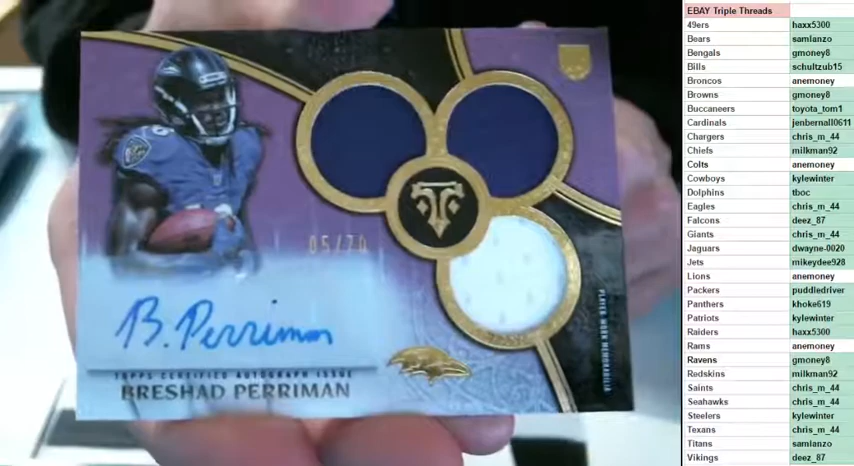 05/70
B. Perriman
TOPPS CERTIFIED AUTOGRAPH ISSUE
BRESHAD PERRIMAN
PLAYER-WORN MEMORABILIA
EBAY Triple Threads
49ers haxx5300
Bears samianzo
Bengals gmoney8
Bills schultzub15
Broncos anemoney
Browns gmoney8
Buccaneers toyota_tom1
Cardinals jenbernall0611
Chargers chris_m_44
Chiefs milkman92
Colts anemoney
Cowboys kylewinter
Dolphins tboc
Eagles chris_m_44
Falcons deez_87
Giants chris_m_44
Jaguars dwayne-0020
Jets mikeydee928
Lions anemoney
Packers puddledriver
Panthers khoke619
Patriots kylewinter
Raiders haxx5300
Rams anemoney
Ravens gmoney8
Redskins milkman92
Saints chris_m_44
Seahawks chris_m_44
Steelers kylewinter
Texans chris_m_44
Titans samianzo
Vikings deez_87